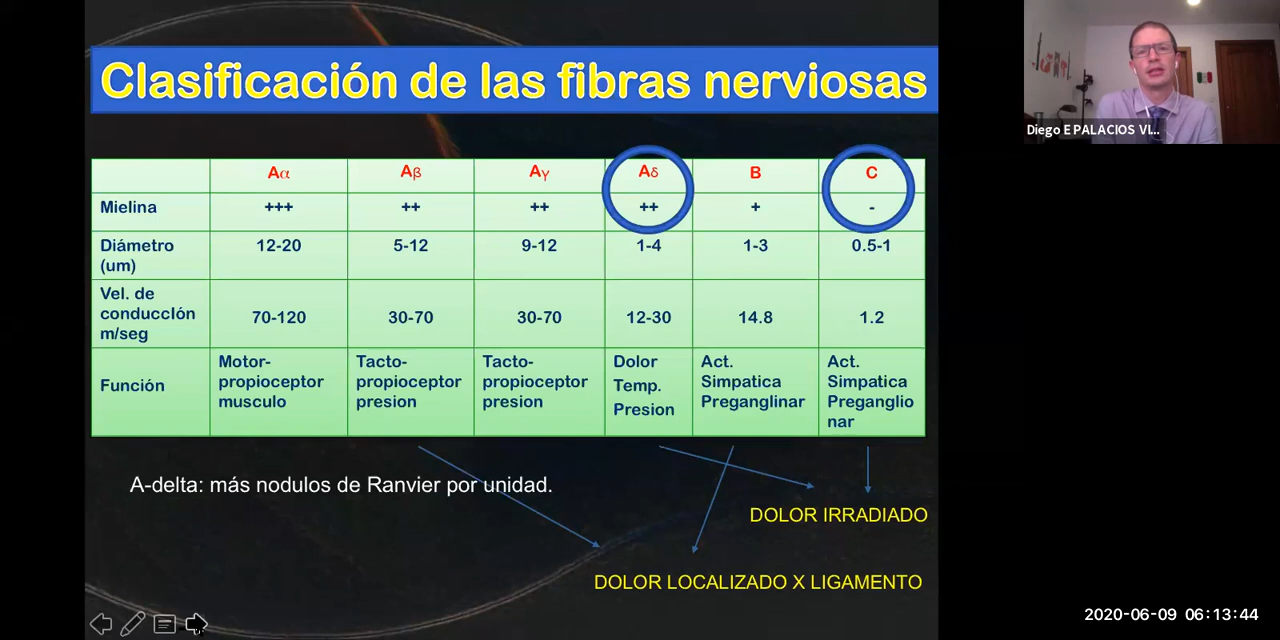 Clasificación de las fibras nerviosas
Aα Aβ Aγ Aδ B C
Mielina +++ ++ ++ ++ + -
Diámetro
(um) 12-20 5-12 9-12 1-4 1-3 0.5-1
Vel. de
conduccIón
m/seg 70-120 30-70 30-70 12-30 14.8 1.2
Función
Motor-
propioceptor
musculo
Tacto-
propioceptor
presion
Tacto-
propioceptor
presion
Dolor
Temp.
Presion
Act.
Simpatica
Preganglinar
Act.
Simpatica
Preganglio
nar
A-delta: más nodulos de Ranvier por unidad.
DOLOR IRRADIADO
DOLOR LOCALIZADO X LIGAMENTO
Diego E PALACIOS VI...
2020-06-09 06:13:44